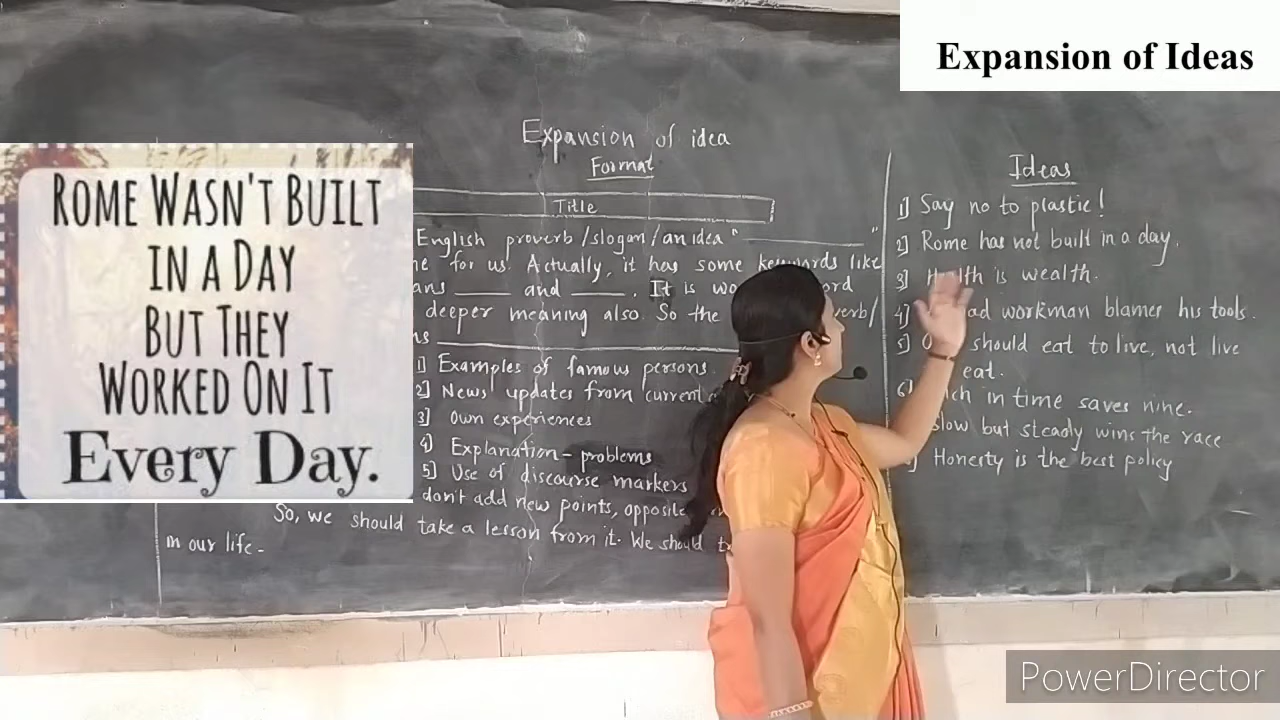 Expansion of Ideas
Expansion of idea
Format
Title
English proverb/slogan/an idea " "
for us. Actually, it has some keywords like
and . It is
deeper meaning also. So the
1] Examples of famous persons.
2] News updates from
3] Own experiences
4] Explanation - problems
5] Use of discourse markers
don't add new points, opposite
So, we should take a lesson from it. We should
in our life.
Ideas
1] Say no to plastic!
2] Rome has not built in a day.
3] Health is wealth.
4] workman blames his tools.
5] should eat to live, not live
eat.
6] in time saves nine.
Slow but steady wins the race
Honesty is the best policy
ROME WASN'T BUILT
IN A DAY
BUT THEY
WORKED ON IT
EVERY DAY.
PowerDirector